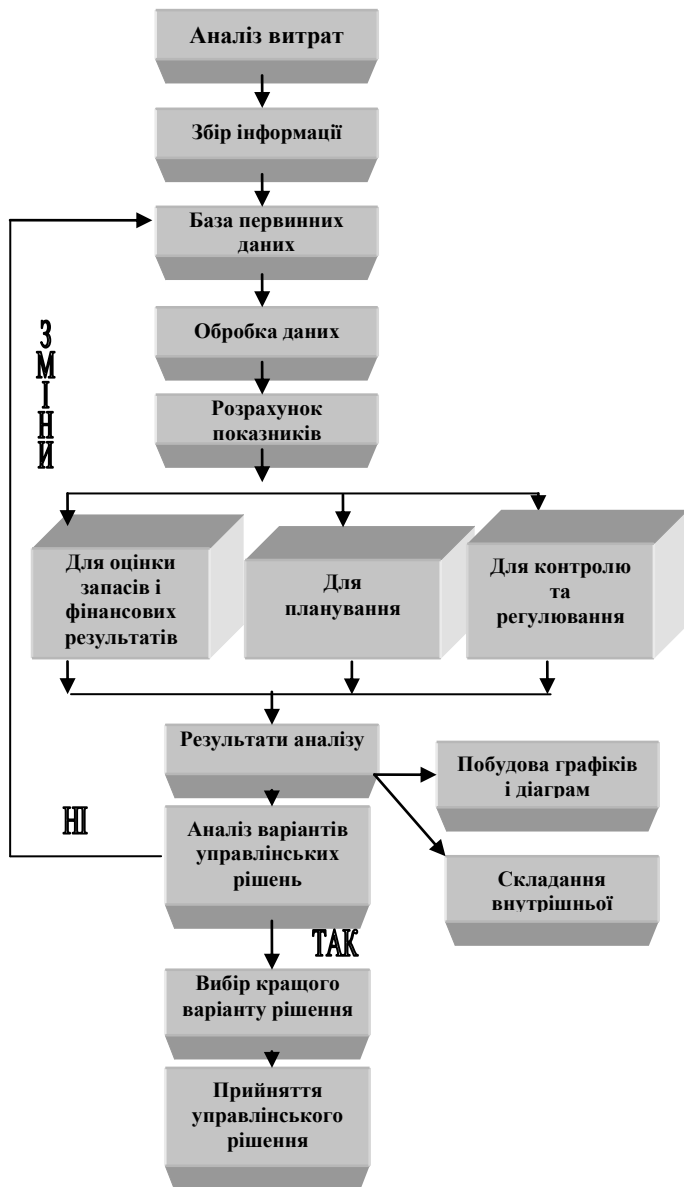 Аналіз витрат
Збір інформації
База первинних
даних
Обробка даних
Розрахунок
показників
ЗМІНИ
Для оцінки
запасів і
фінансових
результатів
Для
планування
Для контролю
та
регулювання
Результати аналізу
Побудова графіків
і діаграм
НІ
Аналіз варіантів
управлінських
рішень
Складання
внутрішньої
ТАК
Вибір кращого
варіанту рішення
Прийняття
управлінського
рішення